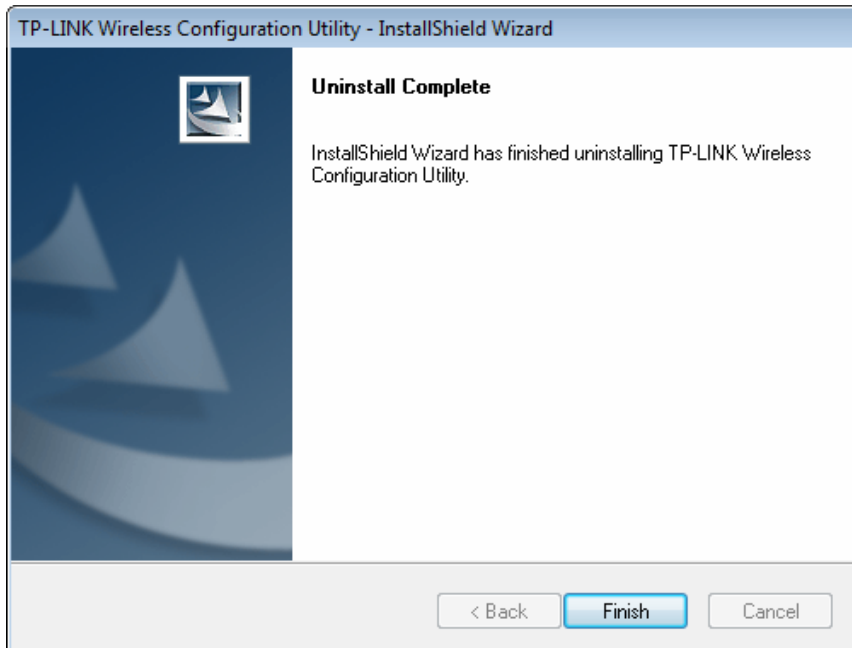 TP-LINK Wireless Configuration Utility - InstallShield Wizard
Uninstall Complete
InstallShield Wizard has finished uninstalling TP-LINK Wireless
Configuration Utility.
< Back
Finish
Cancel